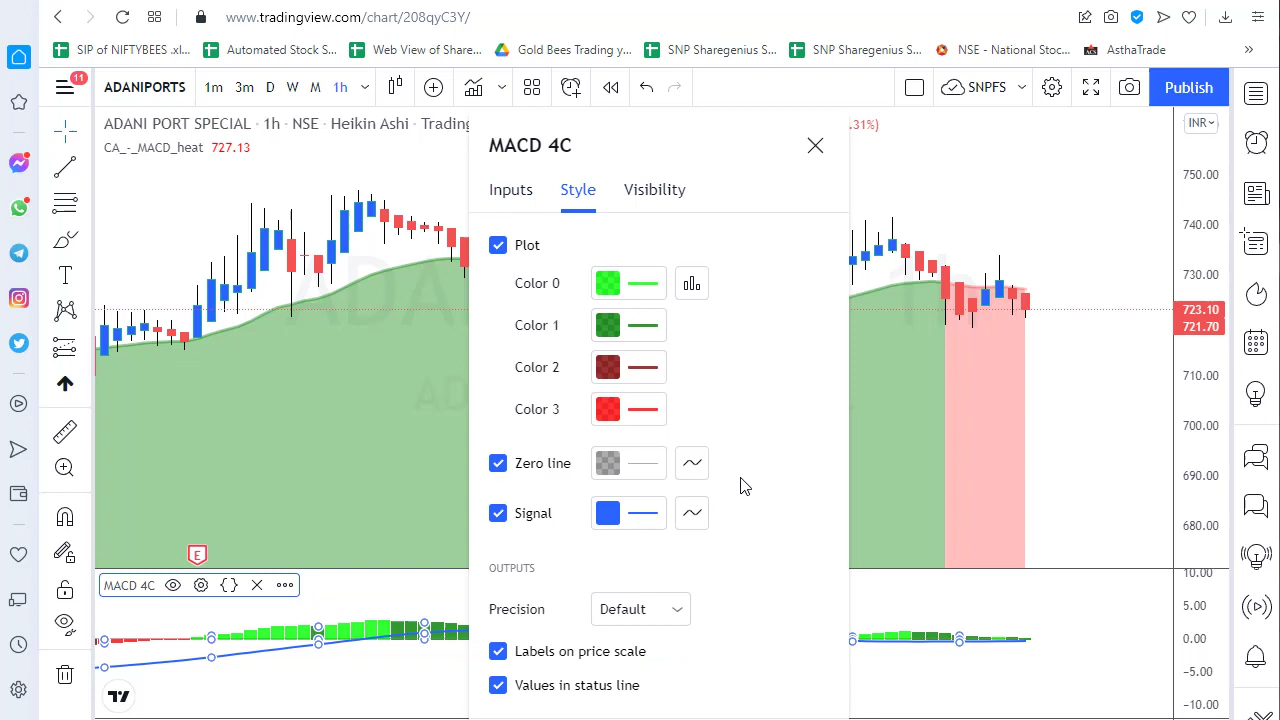 www.tradingview.com/chart/208qyC3Y/
SIP of NIFTYBEES .xl...
Automated Stock S...
Web View of Share...
Gold Bees Trading y...
SNP Sharegenius S...
SNP Sharegenius S...
NSE - National Stoc...
ACS
AsthaTrade
»
11
ADANIPORTS
1m
3m
D
W
M
1h
SNPFS
Publish
ADANI PORT SPECIAL · 1h · NSE · Heikin Ashi · Trading
.31%)
INR
CA_-_MACD_heat 727.13
MACD 4C
Inputs
Style
Visibility
Plot
Color 0
Color 1
Color 2
Color 3
Zero line
Signal
OUTPUTS
Precision
Default
Labels on price scale
Values in status line
750.00
740.00
730.00
723.10
721.70
710.00
700.00
690.00
680.00
E
1h
MACD 4C
10.00
5.00
0.00
−5.00
−10.00